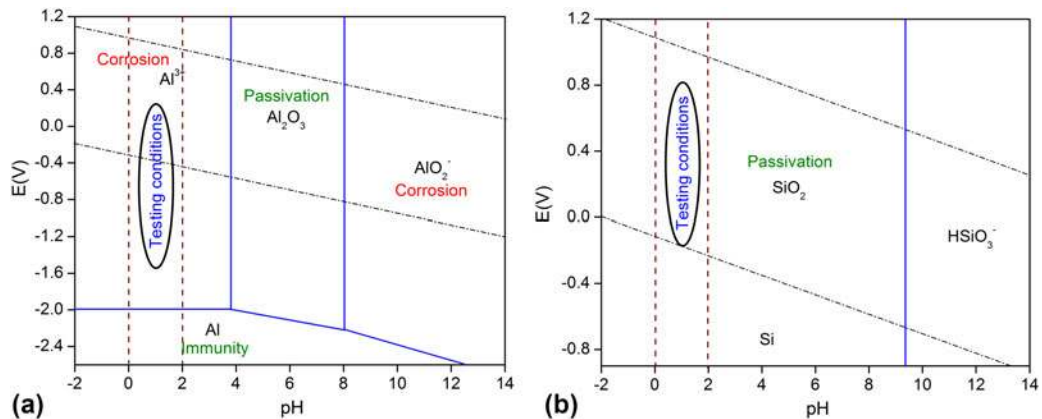 1.2
0.8
0.4
0.0
-0.4
-0.8
-1.2
-1.6
-2.0
-2.4
E(V)
Corrosion
Al³⁻
Passivation
Al₂O₃
AlO₂⁻
Corrosion
Testing conditions
Al
Immunity
-2 0 2 4 6 8 10 12 14
pH
(a)
1.2
0.8
0.4
0.0
-0.4
-0.8
E(V)
Testing conditions
Passivation
SiO₂
HSiO₃⁻
Si
-2 0 2 4 6 8 10 12 14
pH
(b)